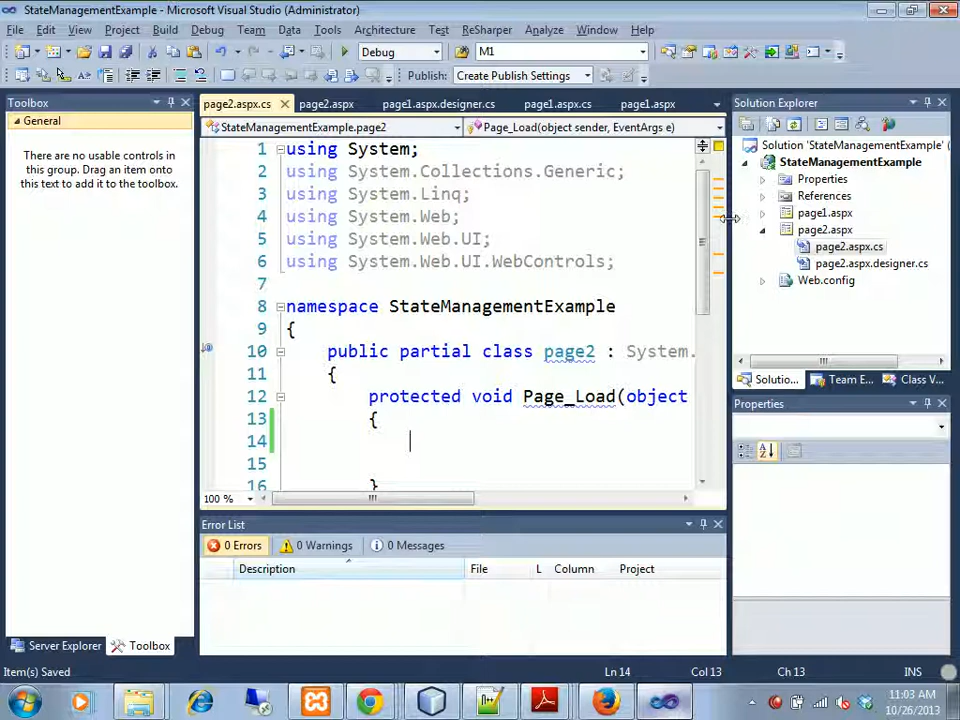 StateManagementExample - Microsoft Visual Studio (Administrator)
File Edit View Project Build Debug Team Data Tools Architecture Test ReSharper Analyze Window Help
Debug M1
Publish: Create Publish Settings
Toolbox
General
There are no usable controls in
this group. Drag an item onto
this text to add it to the toolbox.
Server Explorer Toolbox
page2.aspx.cs page2.aspx page1.aspx.designer.cs page1.aspx.cs page1.aspx
StateManagementExample.page2 Page_Load(object sender, EventArgs e)
1 using System;
2 using System.Collections.Generic;
3 using System.Linq;
4 using System.Web;
5 using System.Web.UI;
6 using System.Web.UI.WebControls;
7
8 namespace StateManagementExample
9 {
10 public partial class page2 : System.
11 {
12 protected void Page_Load(object
13 {
14
15
16 }
100 %
Error List
0 Errors 0 Warnings 0 Messages
Description File L Column Project
Solution Explorer
Solution 'StateManagementExample' (
StateManagementExample
Properties
References
page1.aspx
page2.aspx
page2.aspx.cs
page2.aspx.designer.cs
Web.config
Solutio... Team E... Class V...
Properties
Item(s) Saved Ln 14 Col 13 Ch 13 INS
11:03 AM
10/26/2013